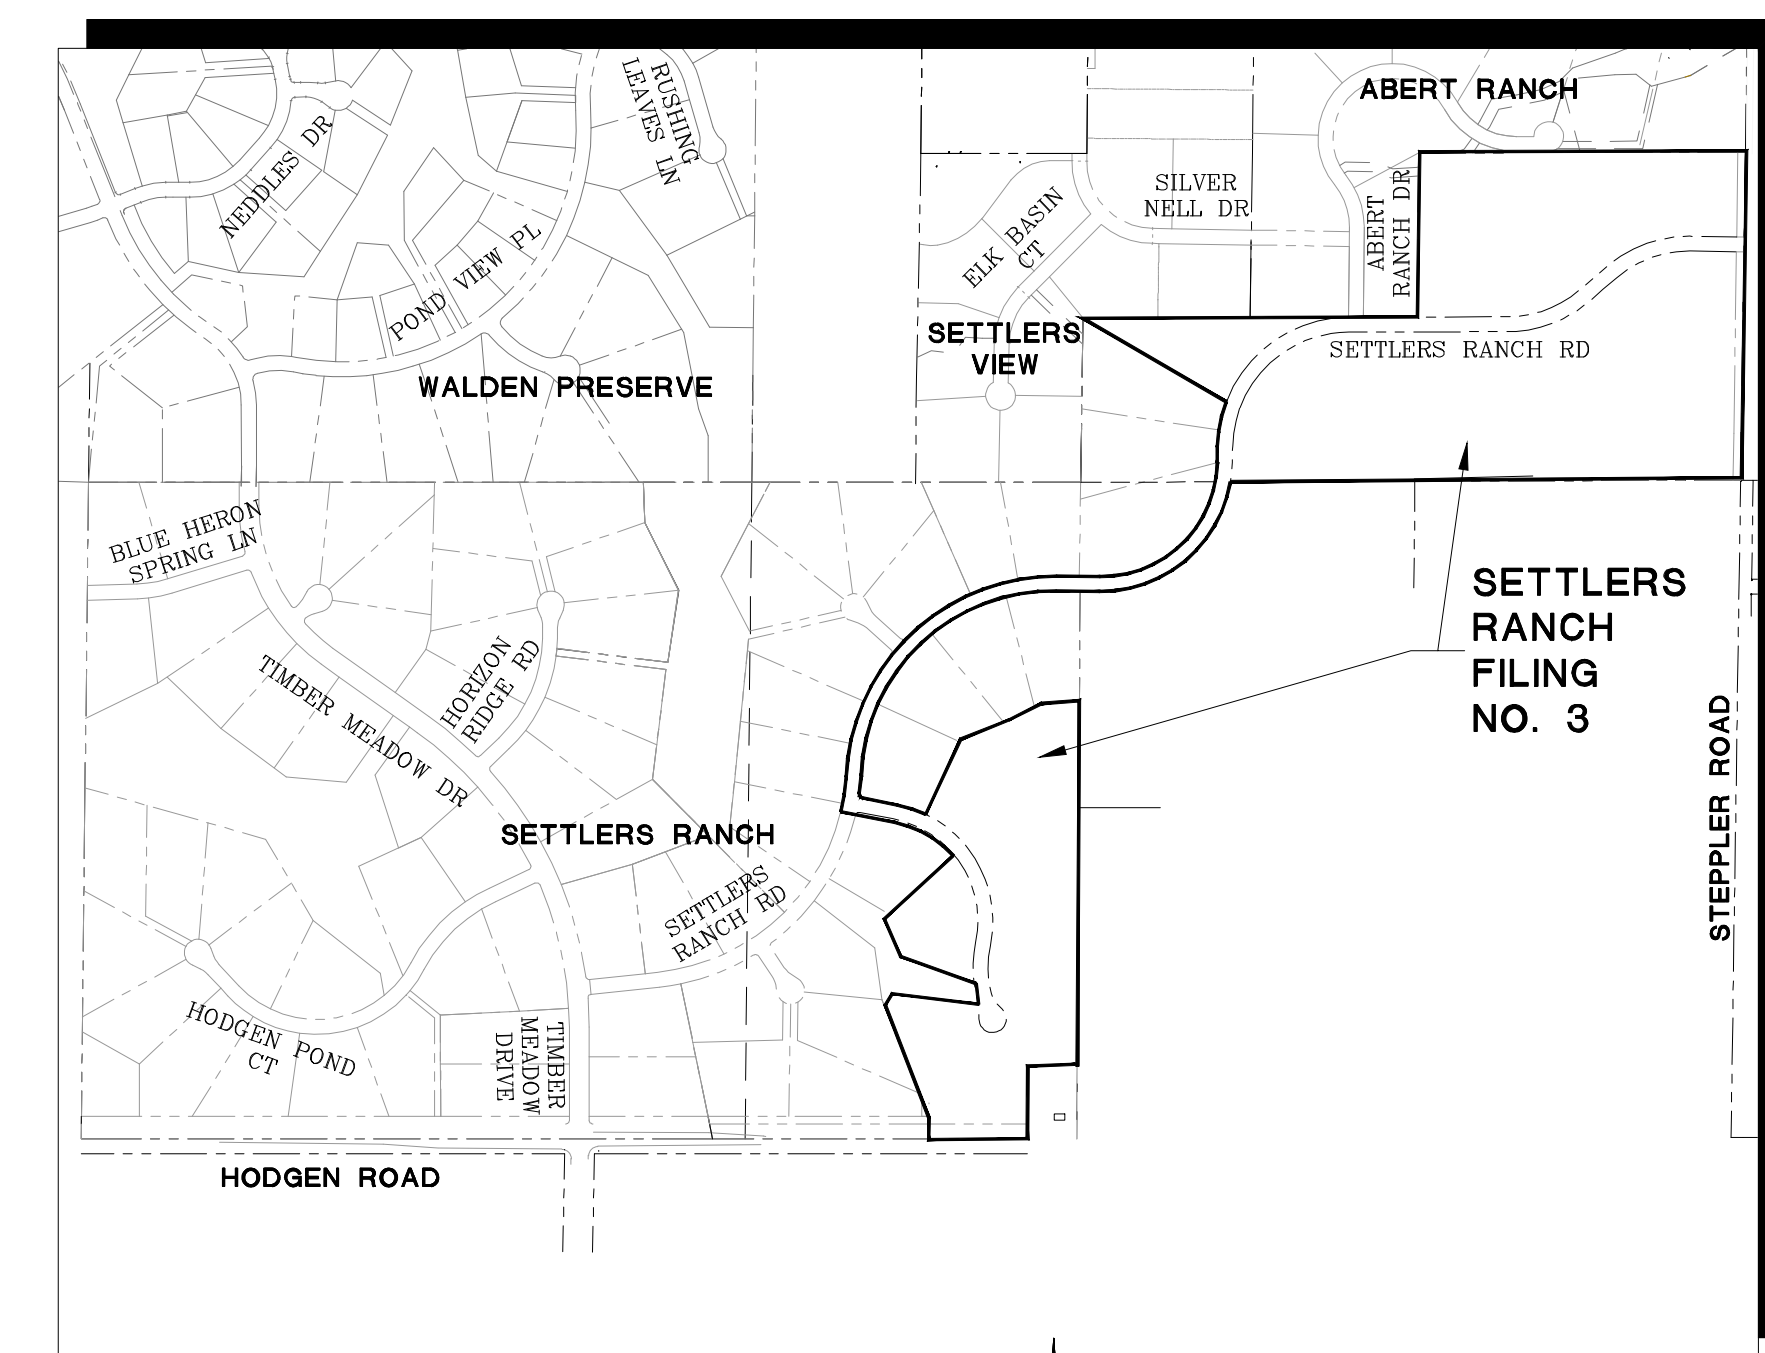 RUSHING
LEAVES LN
ABERT RANCH
NEDDLES DR
SILVER
NELL DR
ABERT
RANCH DR
ELK BASIN
CT
POND VIEW PL
SETTLERS
VIEW
SETTLERS RANCH RD
WALDEN PRESERVE
BLUE HERON
SPRING LN
SETTLERS
RANCH
FILING
NO. 3
HORIZON
RIDGE RD
TIMBER MEADOW DR
STEPPLER ROAD
SETTLERS RANCH
SETTLERS
RANCH RD
HODGEN POND
CT
TIMBER
MEADOW
DRIVE
HODGEN ROAD